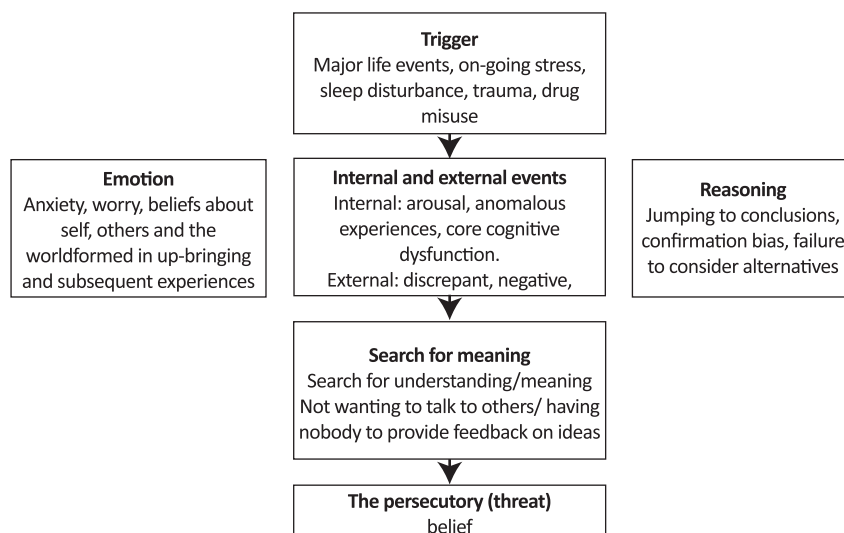 Trigger
Major life events, on-going stress,
sleep disturbance, trauma, drug
misuse
Emotion
Anxiety, worry, beliefs about
self, others and the
worldformed in up-bringing
and subsequent experiences
Internal and external events
Internal: arousal, anomalous
experiences, core cognitive
dysfunction.
External: discrepant, negative,
Reasoning
Jumping to conclusions,
confirmation bias, failure
to consider alternatives
Search for meaning
Search for understanding/meaning
Not wanting to talk to others/ having
nobody to provide feedback on ideas
The persecutory (threat)
belief